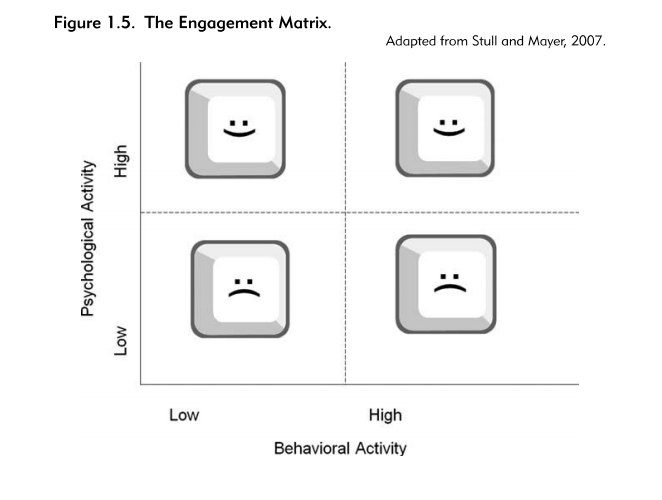 Figure 1.5. The Engagement Matrix.
Adapted from Stull and Mayer, 2007.
Psychological Activity
High
Low
Low
High
Behavioral Activity